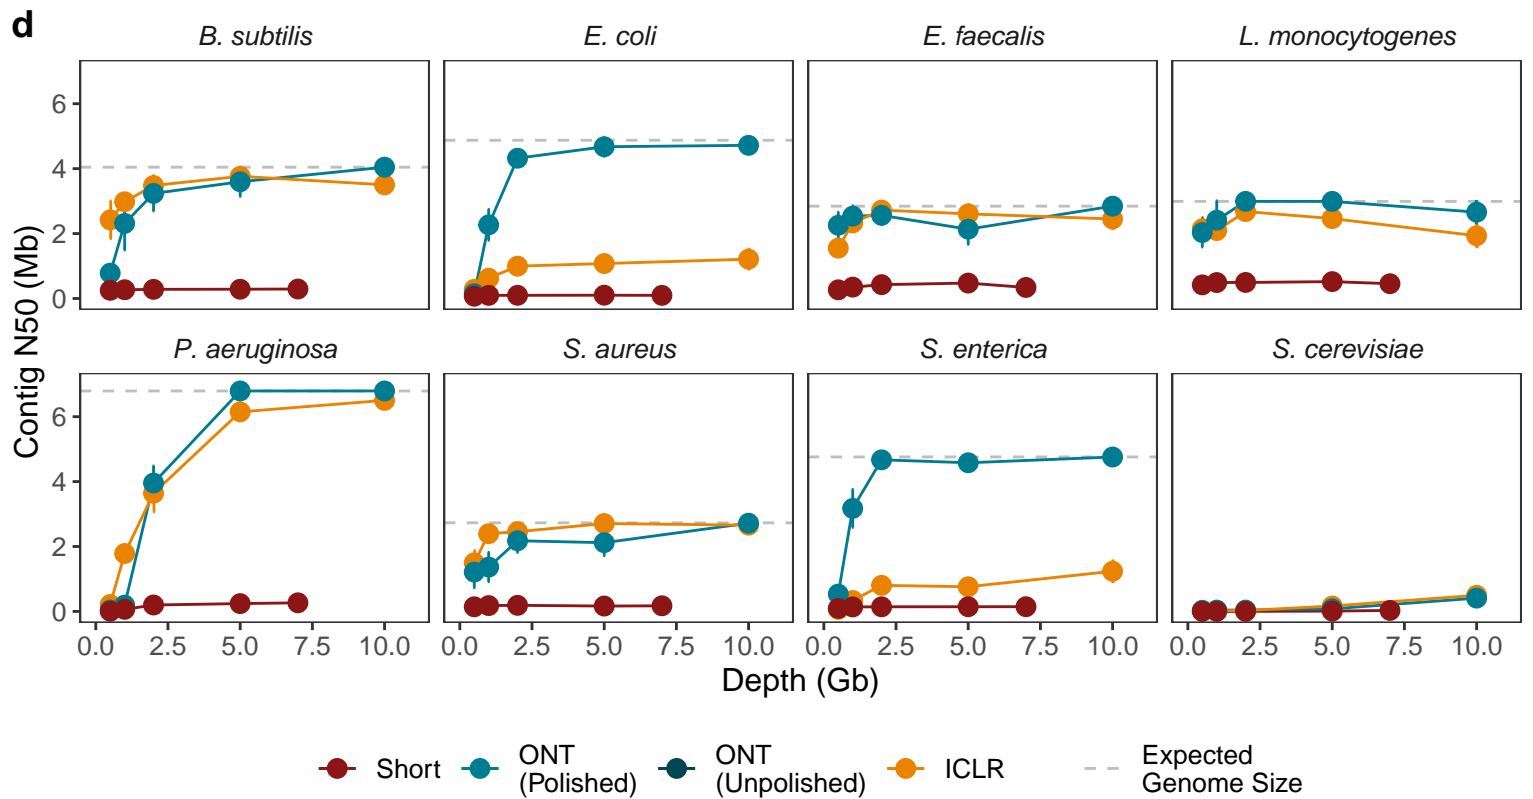 d
B. subtilis
E. coli
E. faecalis
L. monocytogenes
6
4
2
0
P. aeruginosa
S. aureus
S. enterica
S. cerevisiae
6
4
2
0
Contig N50 (Mb)
0.0 2.5 5.0 7.5 10.0
0.0 2.5 5.0 7.5 10.0
0.0 2.5 5.0 7.5 10.0
0.0 2.5 5.0 7.5 10.0
Depth (Gb)
Short
ONT
(Polished)
ONT
(Unpolished)
ICLR
Expected
Genome Size